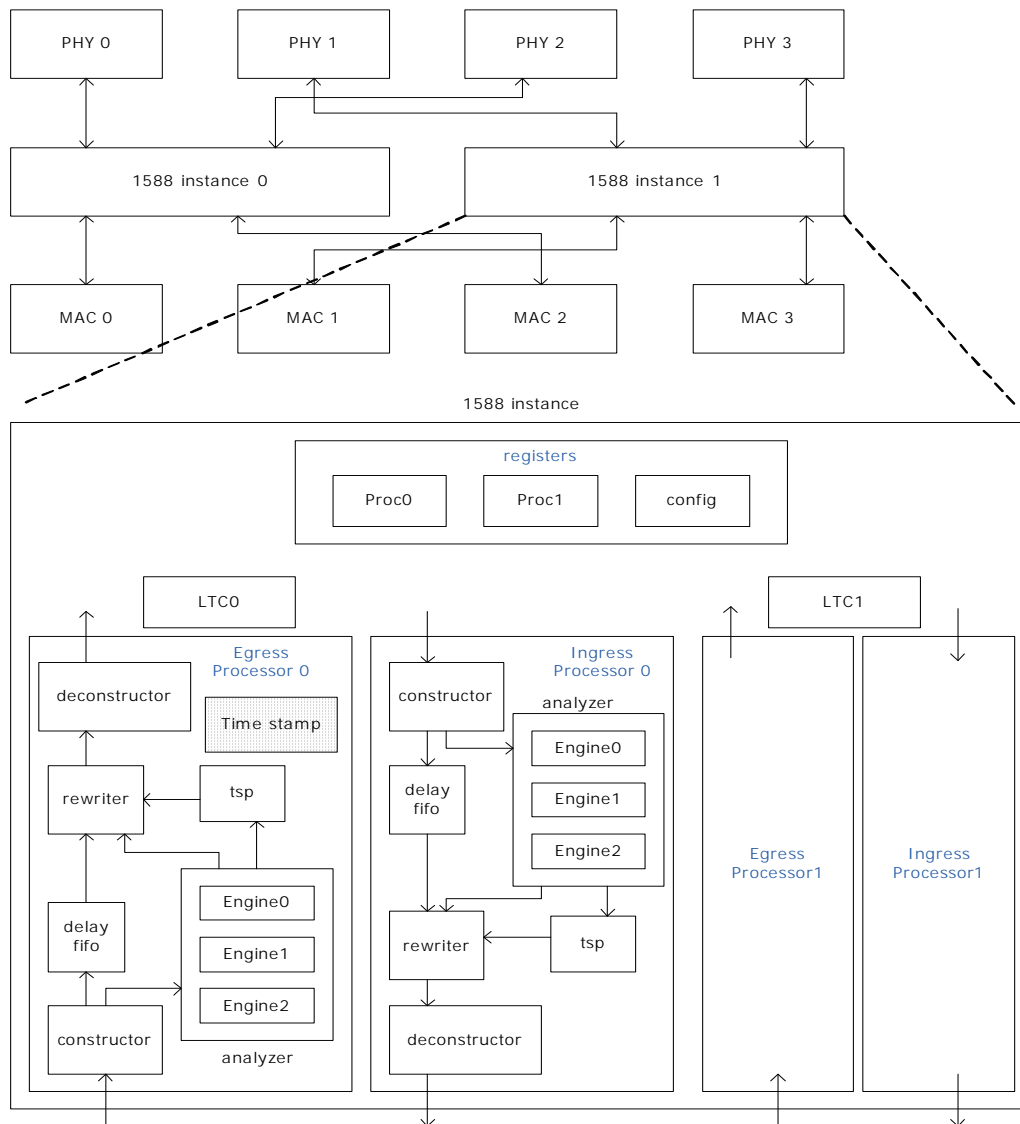 PHY 0
PHY 1
PHY 2
PHY 3
1588 instance 0
1588 instance 1
MAC 0
MAC 1
MAC 2
MAC 3
1588 instance
registers
Proc0
Proc1
config
LTC0
LTC1
Egress
Processor 0
deconstructor
Time stamp
rewriter
tsp
Engine0
Engine1
Engine2
delay
fifo
constructor
analyzer
Ingress
Processor 0
constructor
analyzer
Engine0
Engine1
Engine2
delay
fifo
rewriter
tsp
deconstructor
Egress
Processor1
Ingress
Processor1